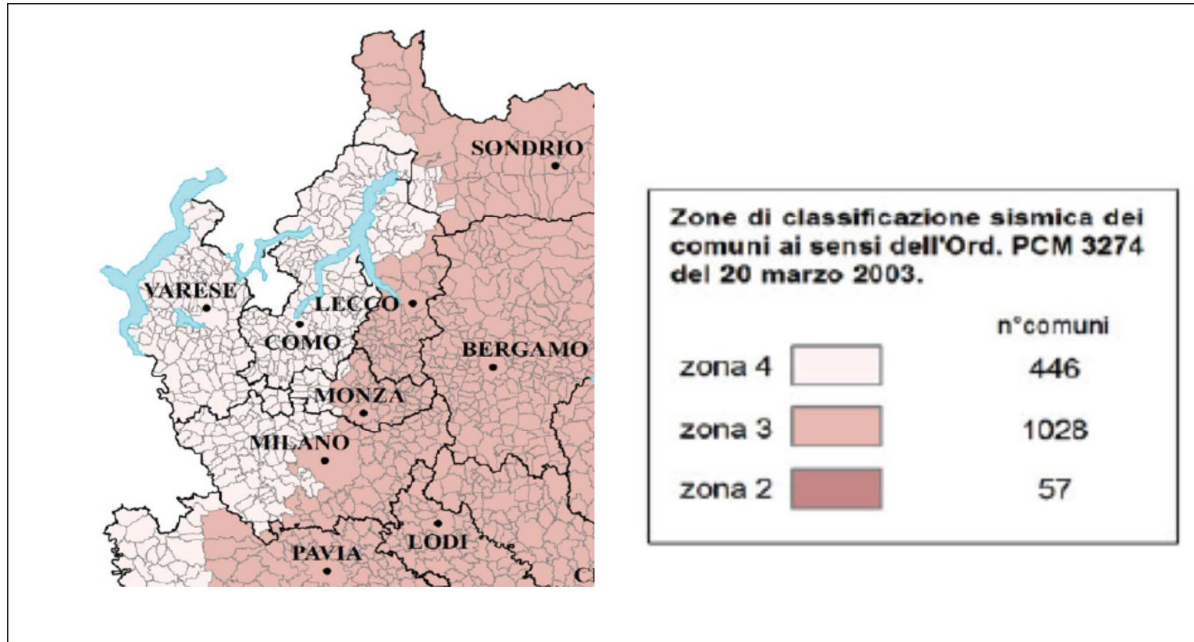 SONDRIO
VARESE
LECCO
COMO
BERGAMO
MONZA
MILANO
LODI
PAVIA
Zone di classificazione sismica dei
comuni ai sensi dell'Ord. PCM 3274
del 20 marzo 2003.
n°comuni
zona 4 446
zona 3 1028
zona 2 57